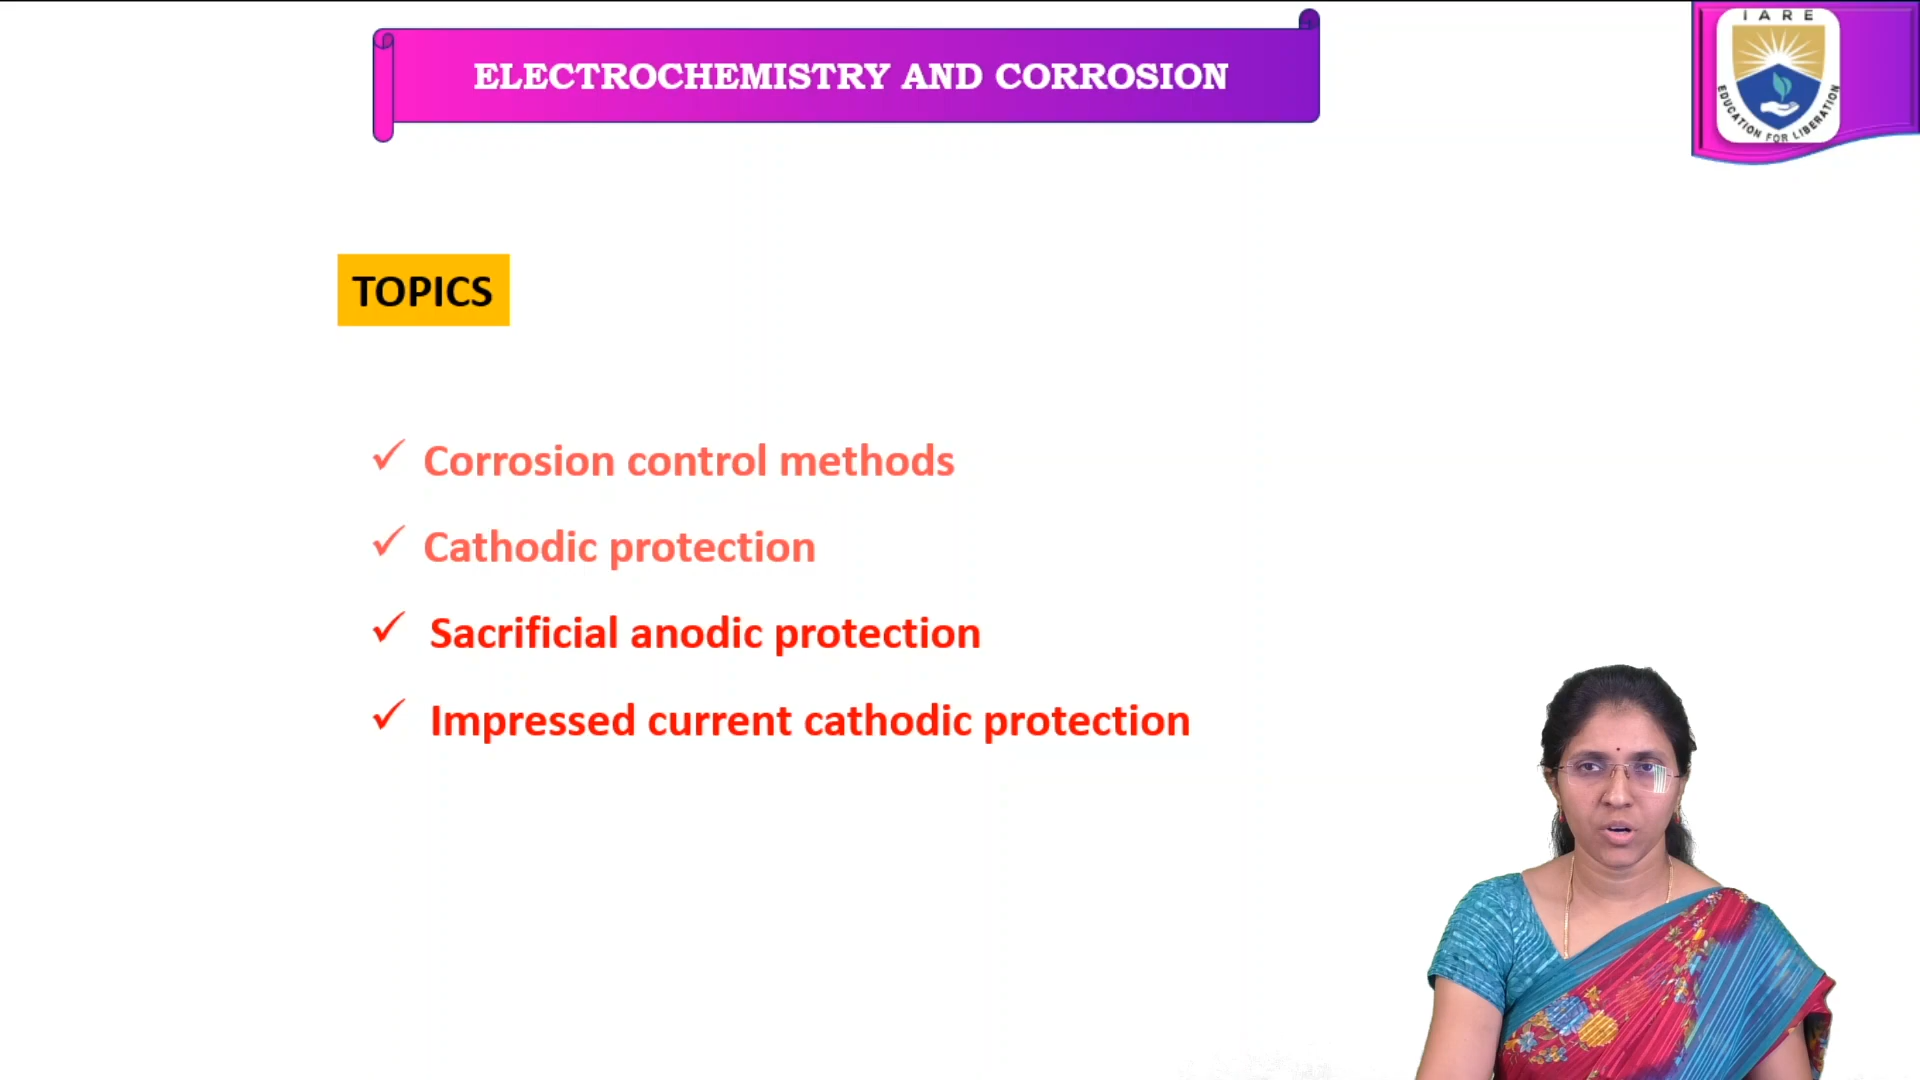 ELECTROCHEMISTRY AND CORROSION
IARE
EDUCATION FOR LIBERATION
TOPICS
✓ Corrosion control methods
✓ Cathodic protection
✓ Sacrificial anodic protection
✓ Impressed current cathodic protection